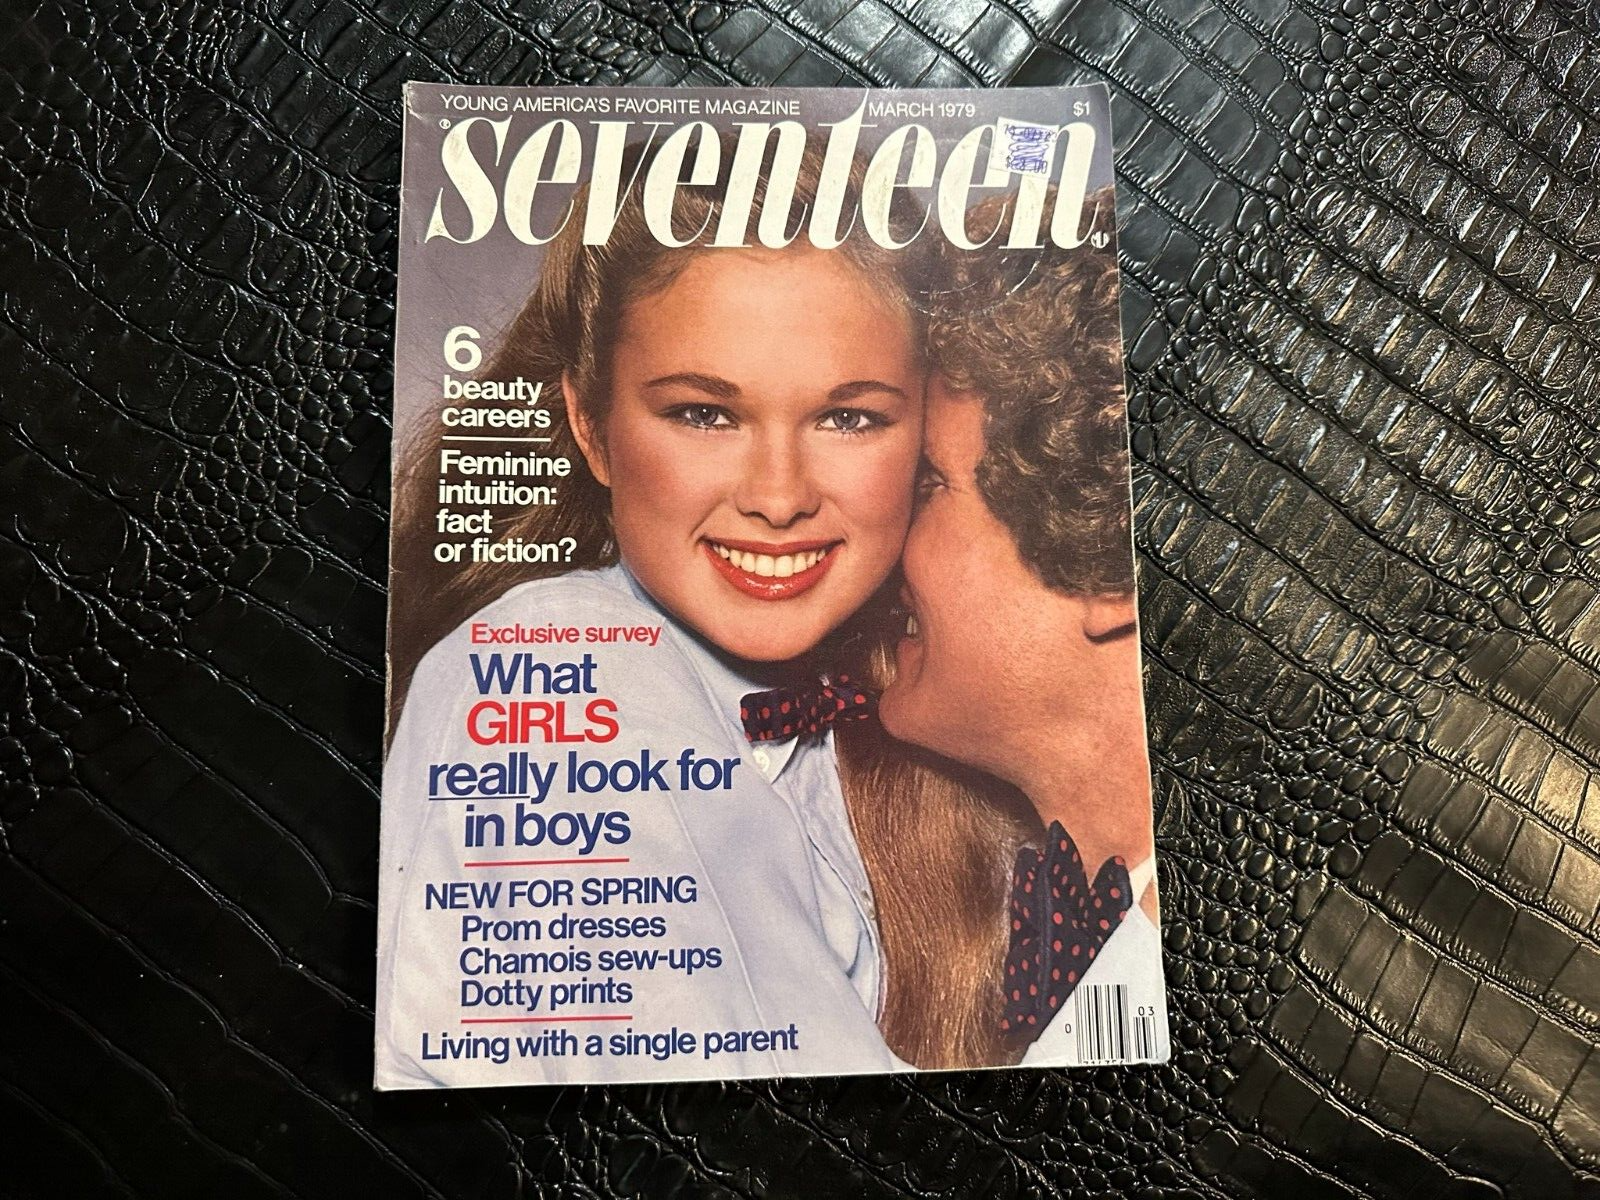 YOUNG AMERICA'S FAVORITE MAGAZINE MARCH 1979 $1
seventeen
6
beauty
careers
Feminine
intuition:
fact
or fiction?
Exclusive survey
What
GIRLS
really look for
in boys
NEW FOR SPRING
Prom dresses
Chamois sew-ups
Dotty prints
Living with a single parent
0
03